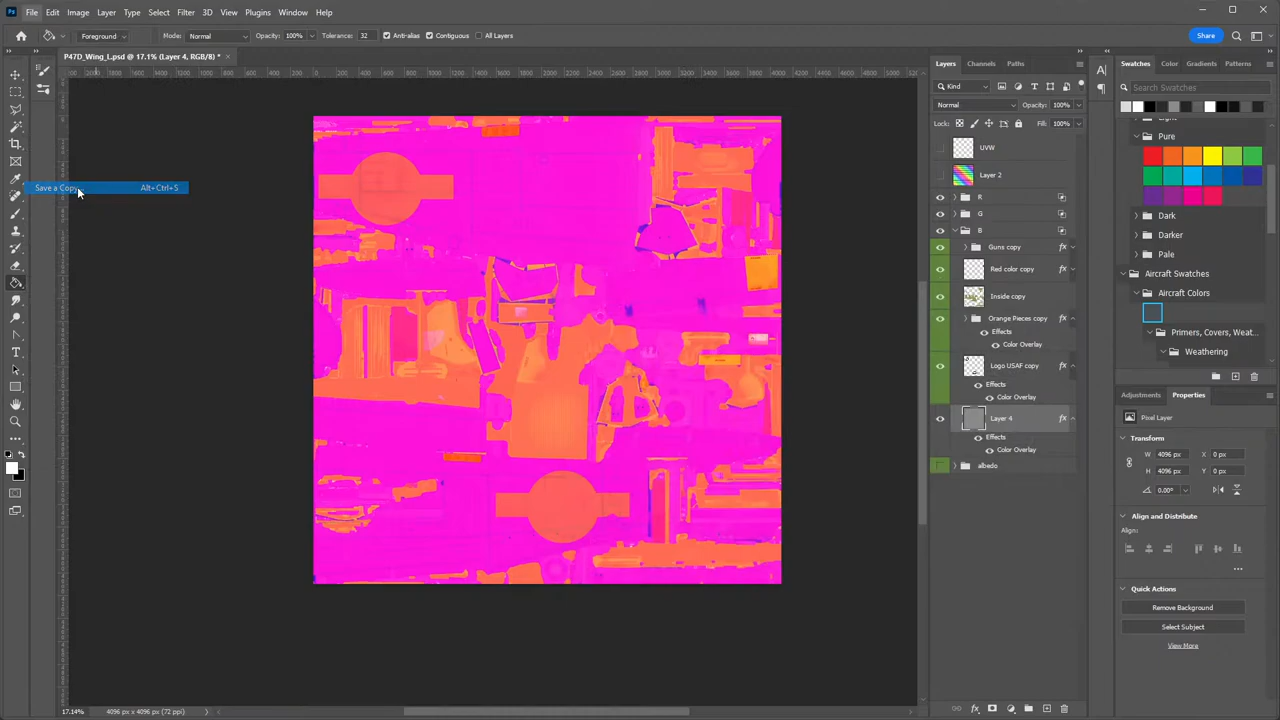 File Edit Image Layer Type Select Filter 3D View Plugins Window Help
Foreground Mode: Normal Opacity: 100% Tolerance: 32 Anti-alias Contiguous All Layers Share
P47D_Wing_L.psd @ 17.1% (Layer 4, RGB/8) *
Save a Copy... Alt+Ctrl+S
17.14% 4096 px x 4096 px (72 ppi)
Layers Channels Paths
Kind
Normal Opacity: 100%
Lock: Fill: 100%
UVW
Layer 2
R
G
B
Guns copy
Red color copy
Inside copy
Orange Pieces copy
Effects
Color Overlay
Logo USAF copy
Effects
Color Overlay
Layer 4
Effects
Color Overlay
albedo
Swatches Color Gradients Patterns
Search Swatches
Light
Pure
Dark
Darker
Pale
Aircraft Swatches
Aircraft Colors
Primers, Covers, Weat...
Weathering
Adjustments Properties
Pixel Layer
Transform
W 4096 px X 0 px
H 4096 px Y 0 px
0.00°
Align and Distribute
Align:
Quick Actions
Remove Background
Select Subject
View More